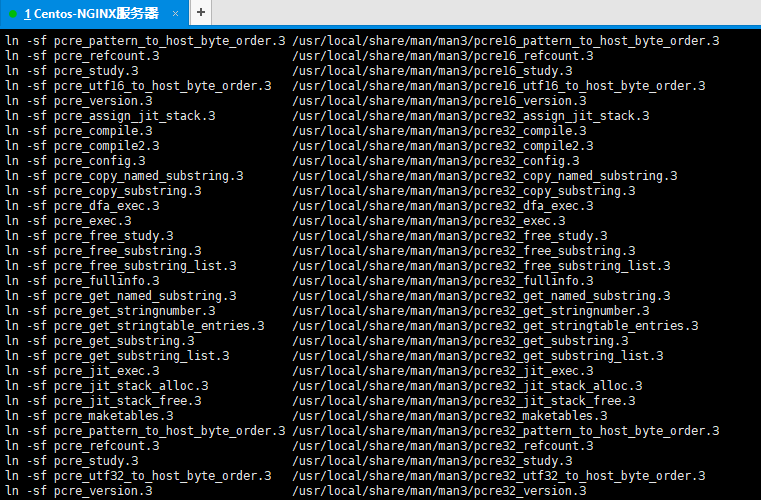 1 Centos-NGINX服务器 × +
ln -sf pcre_pattern_to_host_byte_order.3 /usr/local/share/man/man3/pcre16_pattern_to_host_byte_order.3
ln -sf pcre_refcount.3 /usr/local/share/man/man3/pcre16_refcount.3
ln -sf pcre_study.3 /usr/local/share/man/man3/pcre16_study.3
ln -sf pcre_utf16_to_host_byte_order.3 /usr/local/share/man/man3/pcre16_utf16_to_host_byte_order.3
ln -sf pcre_version.3 /usr/local/share/man/man3/pcre16_version.3
ln -sf pcre_assign_jit_stack.3 /usr/local/share/man/man3/pcre32_assign_jit_stack.3
ln -sf pcre_compile.3 /usr/local/share/man/man3/pcre32_compile.3
ln -sf pcre_compile2.3 /usr/local/share/man/man3/pcre32_compile2.3
ln -sf pcre_config.3 /usr/local/share/man/man3/pcre32_config.3
ln -sf pcre_copy_named_substring.3 /usr/local/share/man/man3/pcre32_copy_named_substring.3
ln -sf pcre_copy_substring.3 /usr/local/share/man/man3/pcre32_copy_substring.3
ln -sf pcre_dfa_exec.3 /usr/local/share/man/man3/pcre32_dfa_exec.3
ln -sf pcre_exec.3 /usr/local/share/man/man3/pcre32_exec.3
ln -sf pcre_free_study.3 /usr/local/share/man/man3/pcre32_free_study.3
ln -sf pcre_free_substring.3 /usr/local/share/man/man3/pcre32_free_substring.3
ln -sf pcre_free_substring_list.3 /usr/local/share/man/man3/pcre32_free_substring_list.3
ln -sf pcre_fullinfo.3 /usr/local/share/man/man3/pcre32_fullinfo.3
ln -sf pcre_get_named_substring.3 /usr/local/share/man/man3/pcre32_get_named_substring.3
ln -sf pcre_get_stringnumber.3 /usr/local/share/man/man3/pcre32_get_stringnumber.3
ln -sf pcre_get_stringtable_entries.3 /usr/local/share/man/man3/pcre32_get_stringtable_entries.3
ln -sf pcre_get_substring.3 /usr/local/share/man/man3/pcre32_get_substring.3
ln -sf pcre_get_substring_list.3 /usr/local/share/man/man3/pcre32_get_substring_list.3
ln -sf pcre_jit_exec.3 /usr/local/share/man/man3/pcre32_jit_exec.3
ln -sf pcre_jit_stack_alloc.3 /usr/local/share/man/man3/pcre32_jit_stack_alloc.3
ln -sf pcre_jit_stack_free.3 /usr/local/share/man/man3/pcre32_jit_stack_free.3
ln -sf pcre_maketables.3 /usr/local/share/man/man3/pcre32_maketables.3
ln -sf pcre_pattern_to_host_byte_order.3 /usr/local/share/man/man3/pcre32_pattern_to_host_byte_order.3
ln -sf pcre_refcount.3 /usr/local/share/man/man3/pcre32_refcount.3
ln -sf pcre_study.3 /usr/local/share/man/man3/pcre32_study.3
ln -sf pcre_utf32_to_host_byte_order.3 /usr/local/share/man/man3/pcre32_utf32_to_host_byte_order.3
ln -sf pcre_version.3 /usr/local/share/man/man3/pcre32_version.3